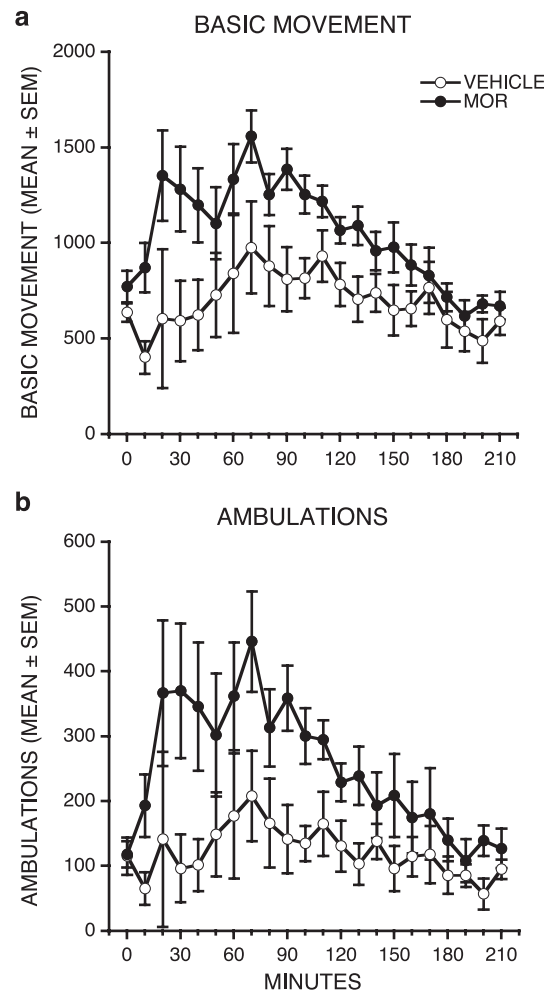 a
BASIC MOVEMENT
2000
1500
1000
500
0
BASIC MOVEMENT (MEAN ± SEM)
VEHICLE
MOR
0 30 60 90 120 150 180 210
b
AMBULATIONS
600
500
400
300
200
100
0
AMBULATIONS (MEAN ± SEM)
0 30 60 90 120 150 180 210
MINUTES